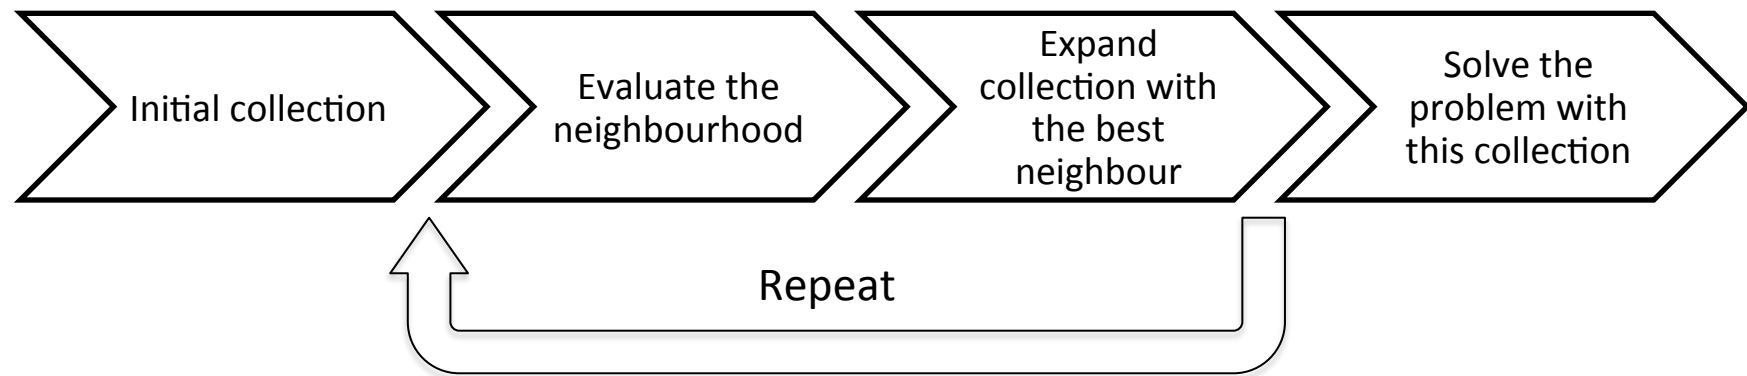 Initial collection
Evaluate the
neighbourhood
Expand
collection with
the best
neighbour
Solve the
problem with
this collection
Repeat